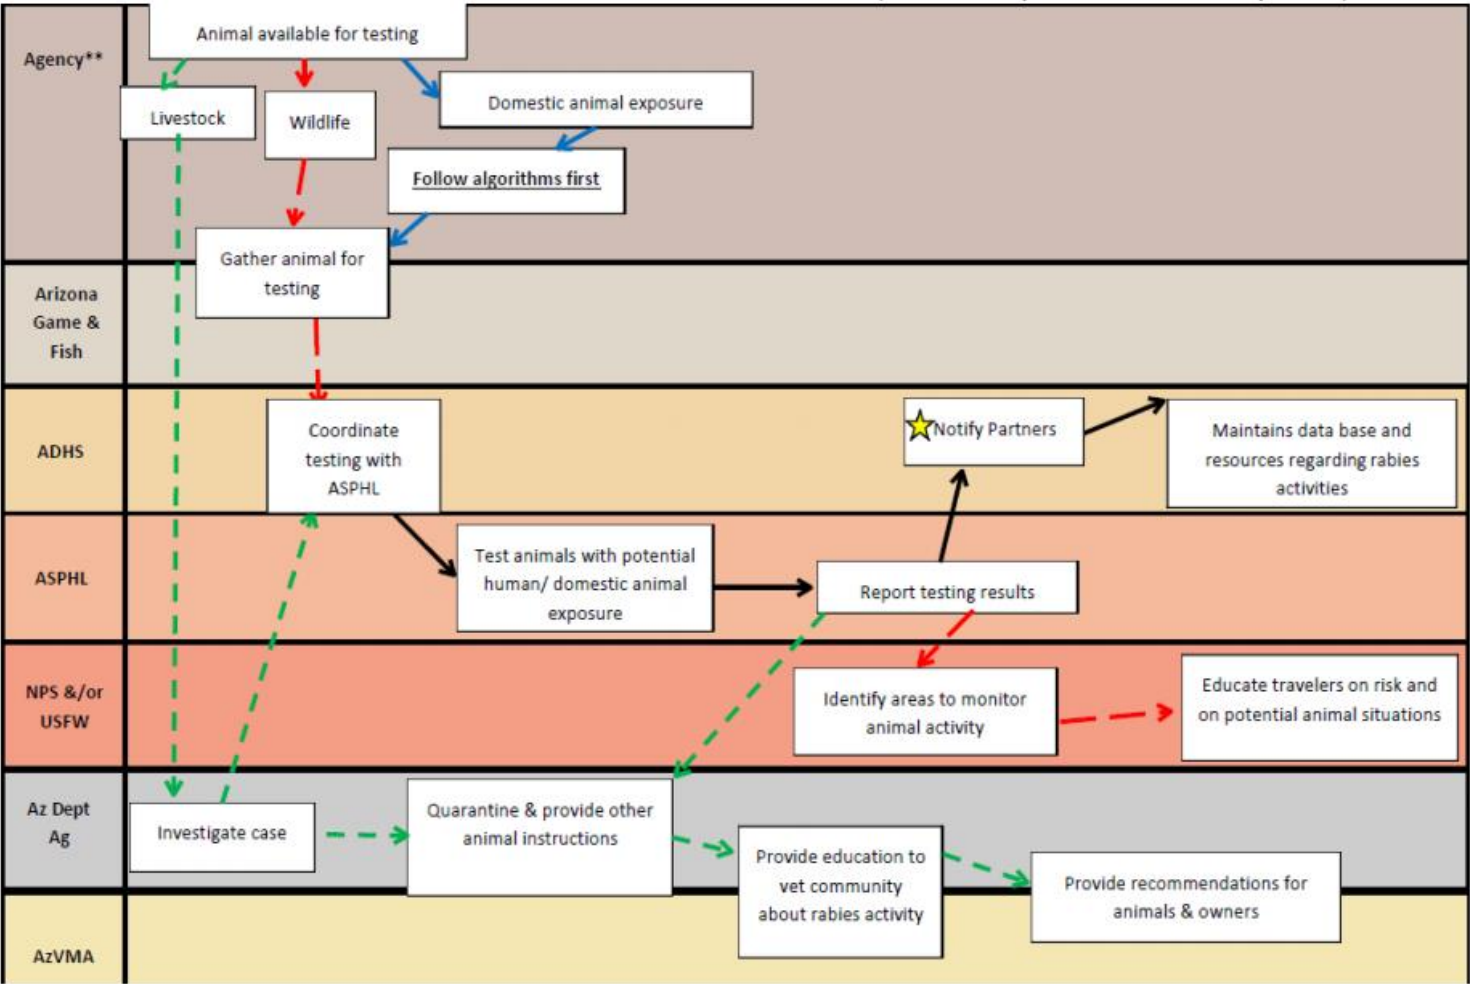 Animal available for testing
Agency**
Livestock
Wildlife
Domestic animal exposure
Follow algorithms first
Gather animal for
testing
Arizona
Game &
Fish
ADHS
Coordinate
testing with
ASPHL
Notify Partners
Maintains data base and
resources regarding rabies
activities
ASPHL
Test animals with potential
human/ domestic animal
exposure
Report testing results
NPS &/or
USFW
Identify areas to monitor
animal activity
Educate travelers on risk and
on potential animal situations
Az Dept
Ag
Investigate case
Quarantine & provide other
animal instructions
Provide education to
vet community
about rabies activity
Provide recommendations for
animals & owners
AzVMA